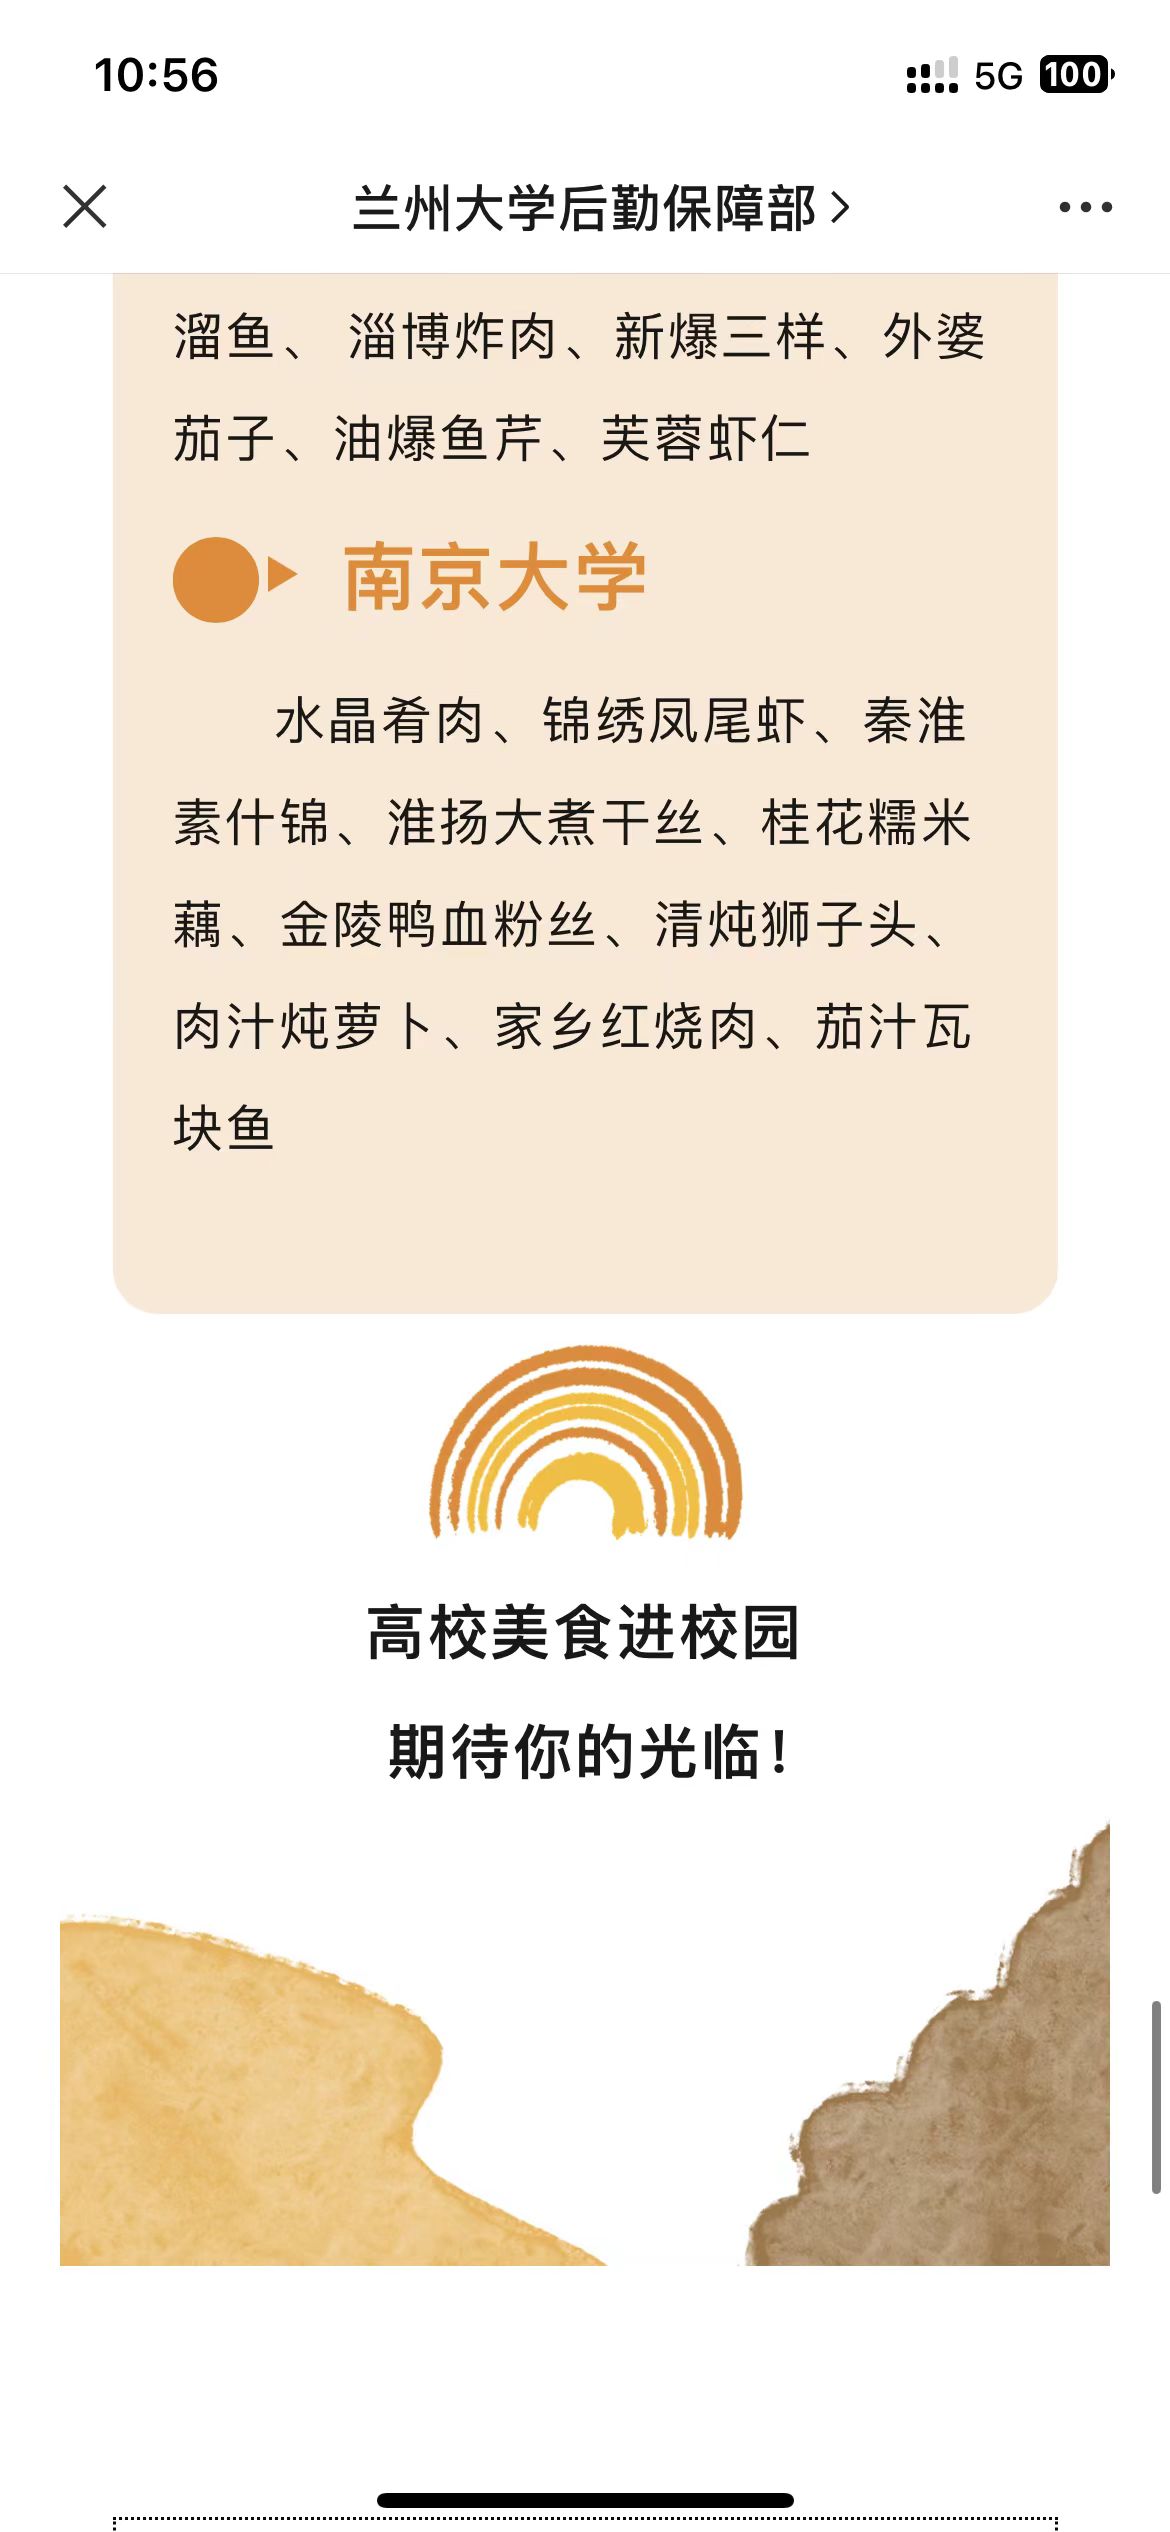 10:56
5G
100
兰州大学后勤保障部
溜鱼、 淄博炸肉、新爆三样、外婆
茄子、油爆鱼芹、芙蓉虾仁
南京大学
水晶肴肉、锦绣凤尾虾、秦淮
素什锦、淮扬大煮干丝、桂花糯米
藕、金陵鸭血粉丝、清炖狮子头、
肉汁炖萝卜、家乡红烧肉、茄汁瓦
块鱼
高校美食进校园
期待你的光临！